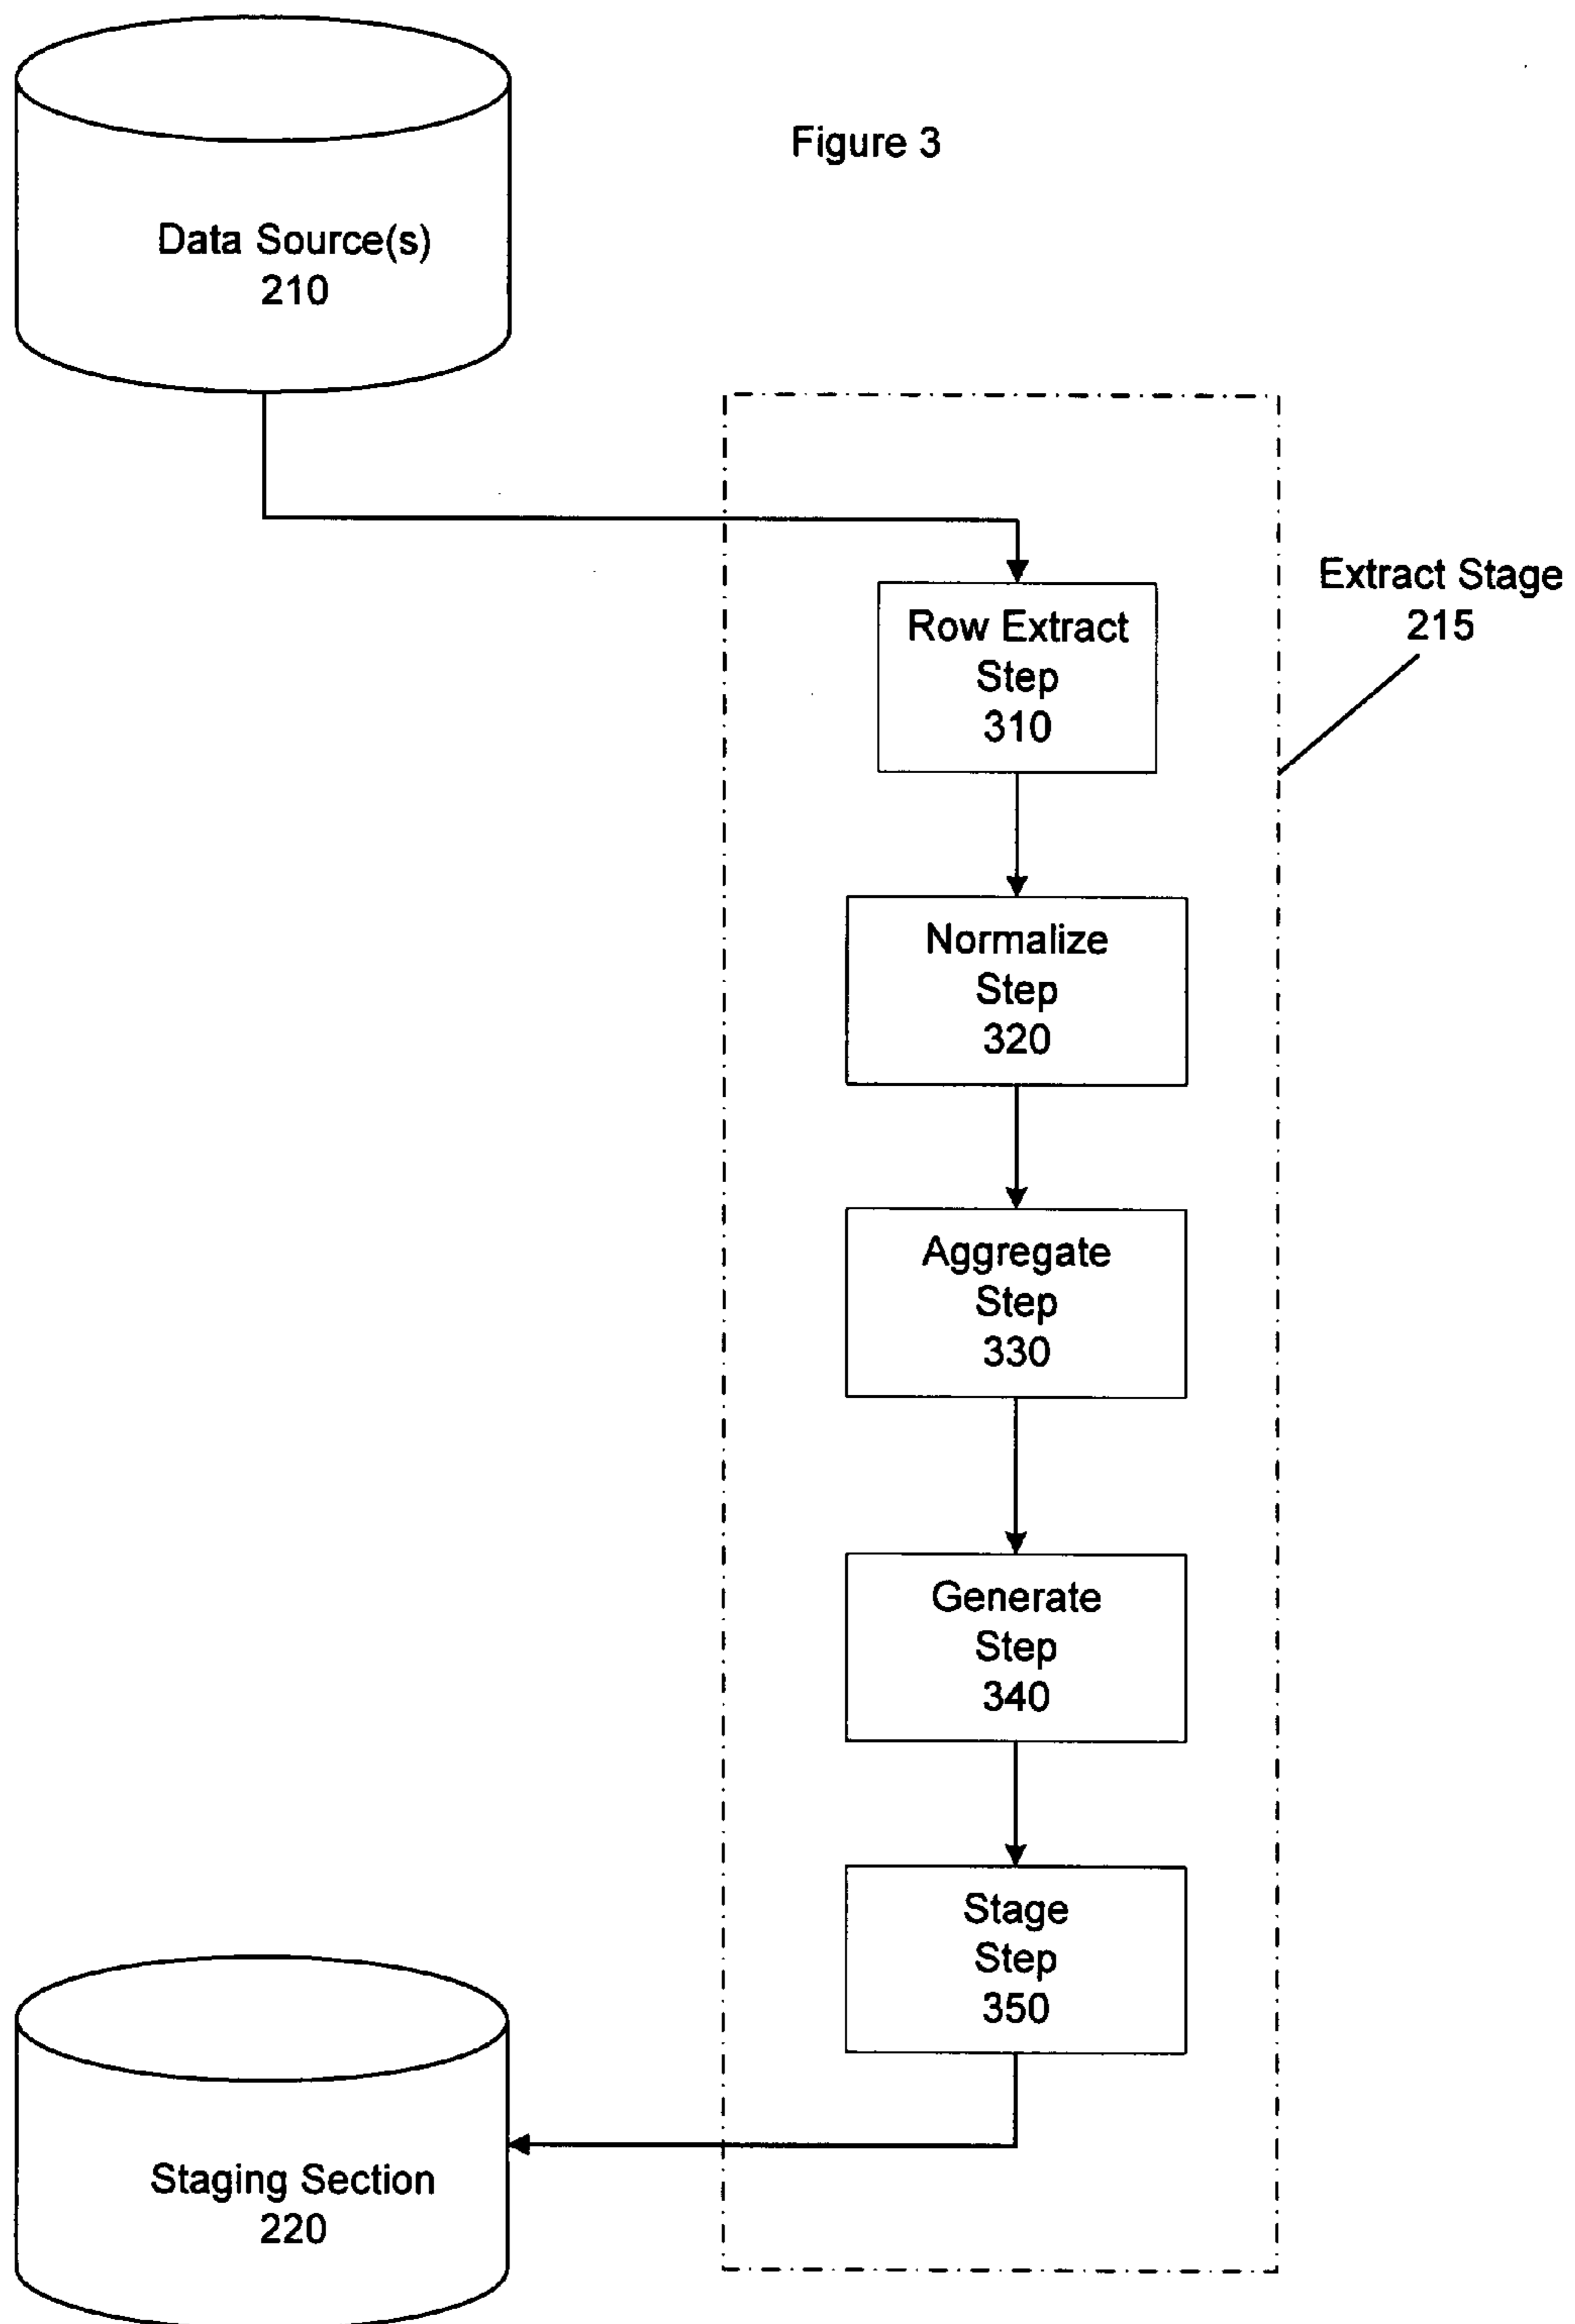 Figure 3
Data Source(s)
210
Extract Stage
215
Row Extract
Step
310
Normalize
Step
320
Aggregate
Step
330
Generate
Step
340
Stage
Step
350
Staging Section
220